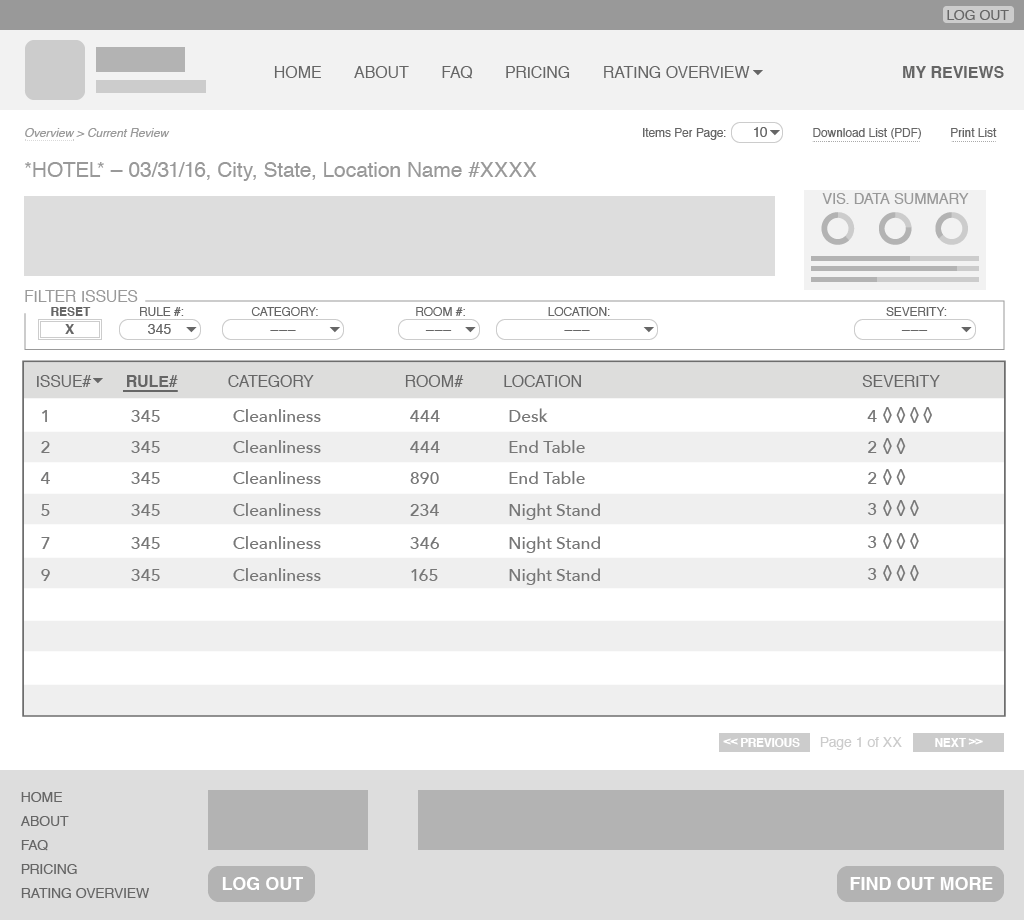 LOG OUT
HOME ABOUT FAQ PRICING RATING OVERVIEW MY REVIEWS
Overview > Current Review Items Per Page: 10 Download List (PDF) Print List
*HOTEL* – 03/31/16, City, State, Location Name #XXXX
VIS. DATA SUMMARY
FILTER ISSUES
RESET RULE #: CATEGORY: ROOM #: LOCATION: SEVERITY:
X 345 ––– ––– ––– –––
ISSUE# RULE# CATEGORY ROOM# LOCATION SEVERITY
1 345 Cleanliness 444 Desk 4 ◊ ◊ ◊ ◊
2 345 Cleanliness 444 End Table 2 ◊ ◊
4 345 Cleanliness 890 End Table 2 ◊ ◊
5 345 Cleanliness 234 Night Stand 3 ◊ ◊ ◊
7 345 Cleanliness 346 Night Stand 3 ◊ ◊ ◊
9 345 Cleanliness 165 Night Stand 3 ◊ ◊ ◊
<< PREVIOUS Page 1 of XX NEXT >>
HOME
ABOUT
FAQ
PRICING
RATING OVERVIEW
LOG OUT
FIND OUT MORE